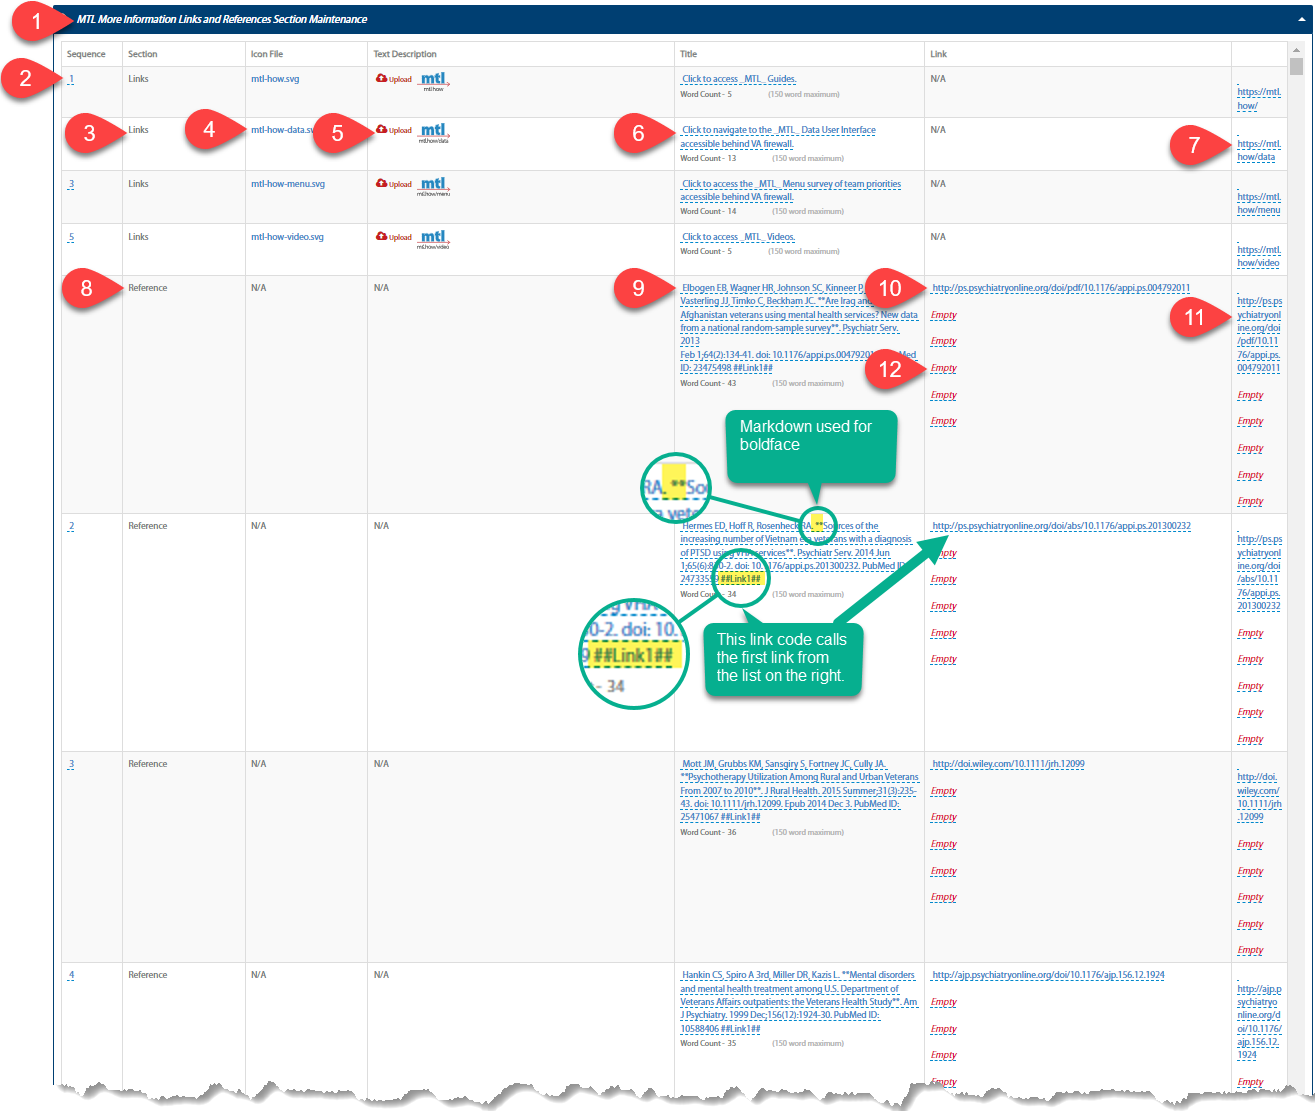 1 MTL More Information Links and References Section Maintenance
Sequence Section Icon File Text Description Title Link
2 1 Links mtl-how.svg Upload mtl Click to access _MTL_ Guides. N/A
mtl.how
Word Count - 5 (150 word maximum)
https://mtl.
how/
3 Links 4 mtl-how-data.sv 5 Upload mtl 6 Click to navigate to the _MTL_ Data User Interface N/A
mtl.how/data
accessible behind VA firewall.
Word Count - 13 (150 word maximum)
7 https://mtl.
how/data
3 Links mtl-how-menu.svg Upload mtl Click to access the _MTL_ Menu survey of team priorities N/A
mtl.how/menu
accessible behind VA firewall.
Word Count - 14 (150 word maximum)
https://mtl.
how/menu
5 Links mtl-how-video.svg Upload mtl Click to access _MTL_ Videos. N/A
mtl.how/video
Word Count - 5 (150 word maximum)
https://mtl.
how/video
8 Reference N/A N/A
9 Elbogen EB, Wagner HR, Johnson SC, Kinneer P,
Vasterling JJ, Timko C, Beckham JC. **Are Iraq and
Afghanistan veterans using mental health services? New data
from a national random-sample survey**. Psychiatr Serv.
2013
Feb 1;64(2):134-41. doi: 10.1176/appi.ps.004792011
ID: 23475498 ##Link1##
Word Count - 43 (150 word maximum)
10 http://ps.psychiatryonline.org/doi/pdf/10.1176/appi.ps.004792011
Empty
Empty
12 Empty
Empty
Empty
11 http://ps.ps
ychiatryonl
ine.org/doi
/pdf/10.11
76/appi.ps.
004792011
Empty
Empty
Empty
Empty
Empty
Markdown used for
boldface
RA. **Soc
a vete
2 Reference N/A N/A
Hermes ED, Hoff R, Rosenheck RA. **Sources of the
increasing number of Vietnam era veterans with a diagnosis
of PTSD using VHA services**. Psychiatr Serv. 2014 Jun
1;65(6):830-2. doi: 10.1176/appi.ps.201300232. PubMed ID:
24733559 ##Link1##
Word Count - 34 (150 word maximum)
http://ps.psychiatryonline.org/doi/abs/10.1176/appi.ps.201300232
Empty
Empty
Empty
Empty
Empty
http://ps.ps
ychiatryonl
ine.org/doi
/abs/10.11
76/appi.ps.
201300232
Empty
Empty
Empty
Empty
Empty
g VHA
0-2. doi: 10.
9 ##Link1##
- 34
This link code calls
the first link from
the list on the right.
3 Reference N/A N/A
Mott JM, Grubbs KM, Sansgiry S, Fortney JC, Cully JA.
**Psychotherapy Utilization Among Rural and Urban Veterans
From 2007 to 2010**. J Rural Health. 2015 Summer;31(3):235-
43. doi: 10.1111/jrh.12099. Epub 2014 Dec 3. PubMed ID:
25471067 ##Link1##
Word Count - 36 (150 word maximum)
http://doi.wiley.com/10.1111/jrh.12099
Empty
Empty
Empty
Empty
Empty
http://doi.
wiley.com/
10.1111/jrh
.12099
Empty
Empty
Empty
Empty
Empty
4 Reference N/A N/A
Hankin CS, Spiro A 3rd, Miller DR, Kazis L. **Mental disorders
and mental health treatment among U.S. Department of
Veterans Affairs outpatients: the Veterans Health Study**. Am
J Psychiatry. 1999 Dec;156(12):1924-30. PubMed ID:
10588406 ##Link1##
Word Count - 35 (150 word maximum)
http://ajp.psychiatryonline.org/doi/10.1176/ajp.156.12.1924
Empty
Empty
Empty
Empty
http://ajp.p
sychiatryo
nline.org/d
oi/10.1176/
ajp.156.12.
1924
Empty